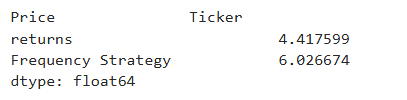 Price Ticker
returns 4.417599
Frequency Strategy 6.026674
dtype: float64